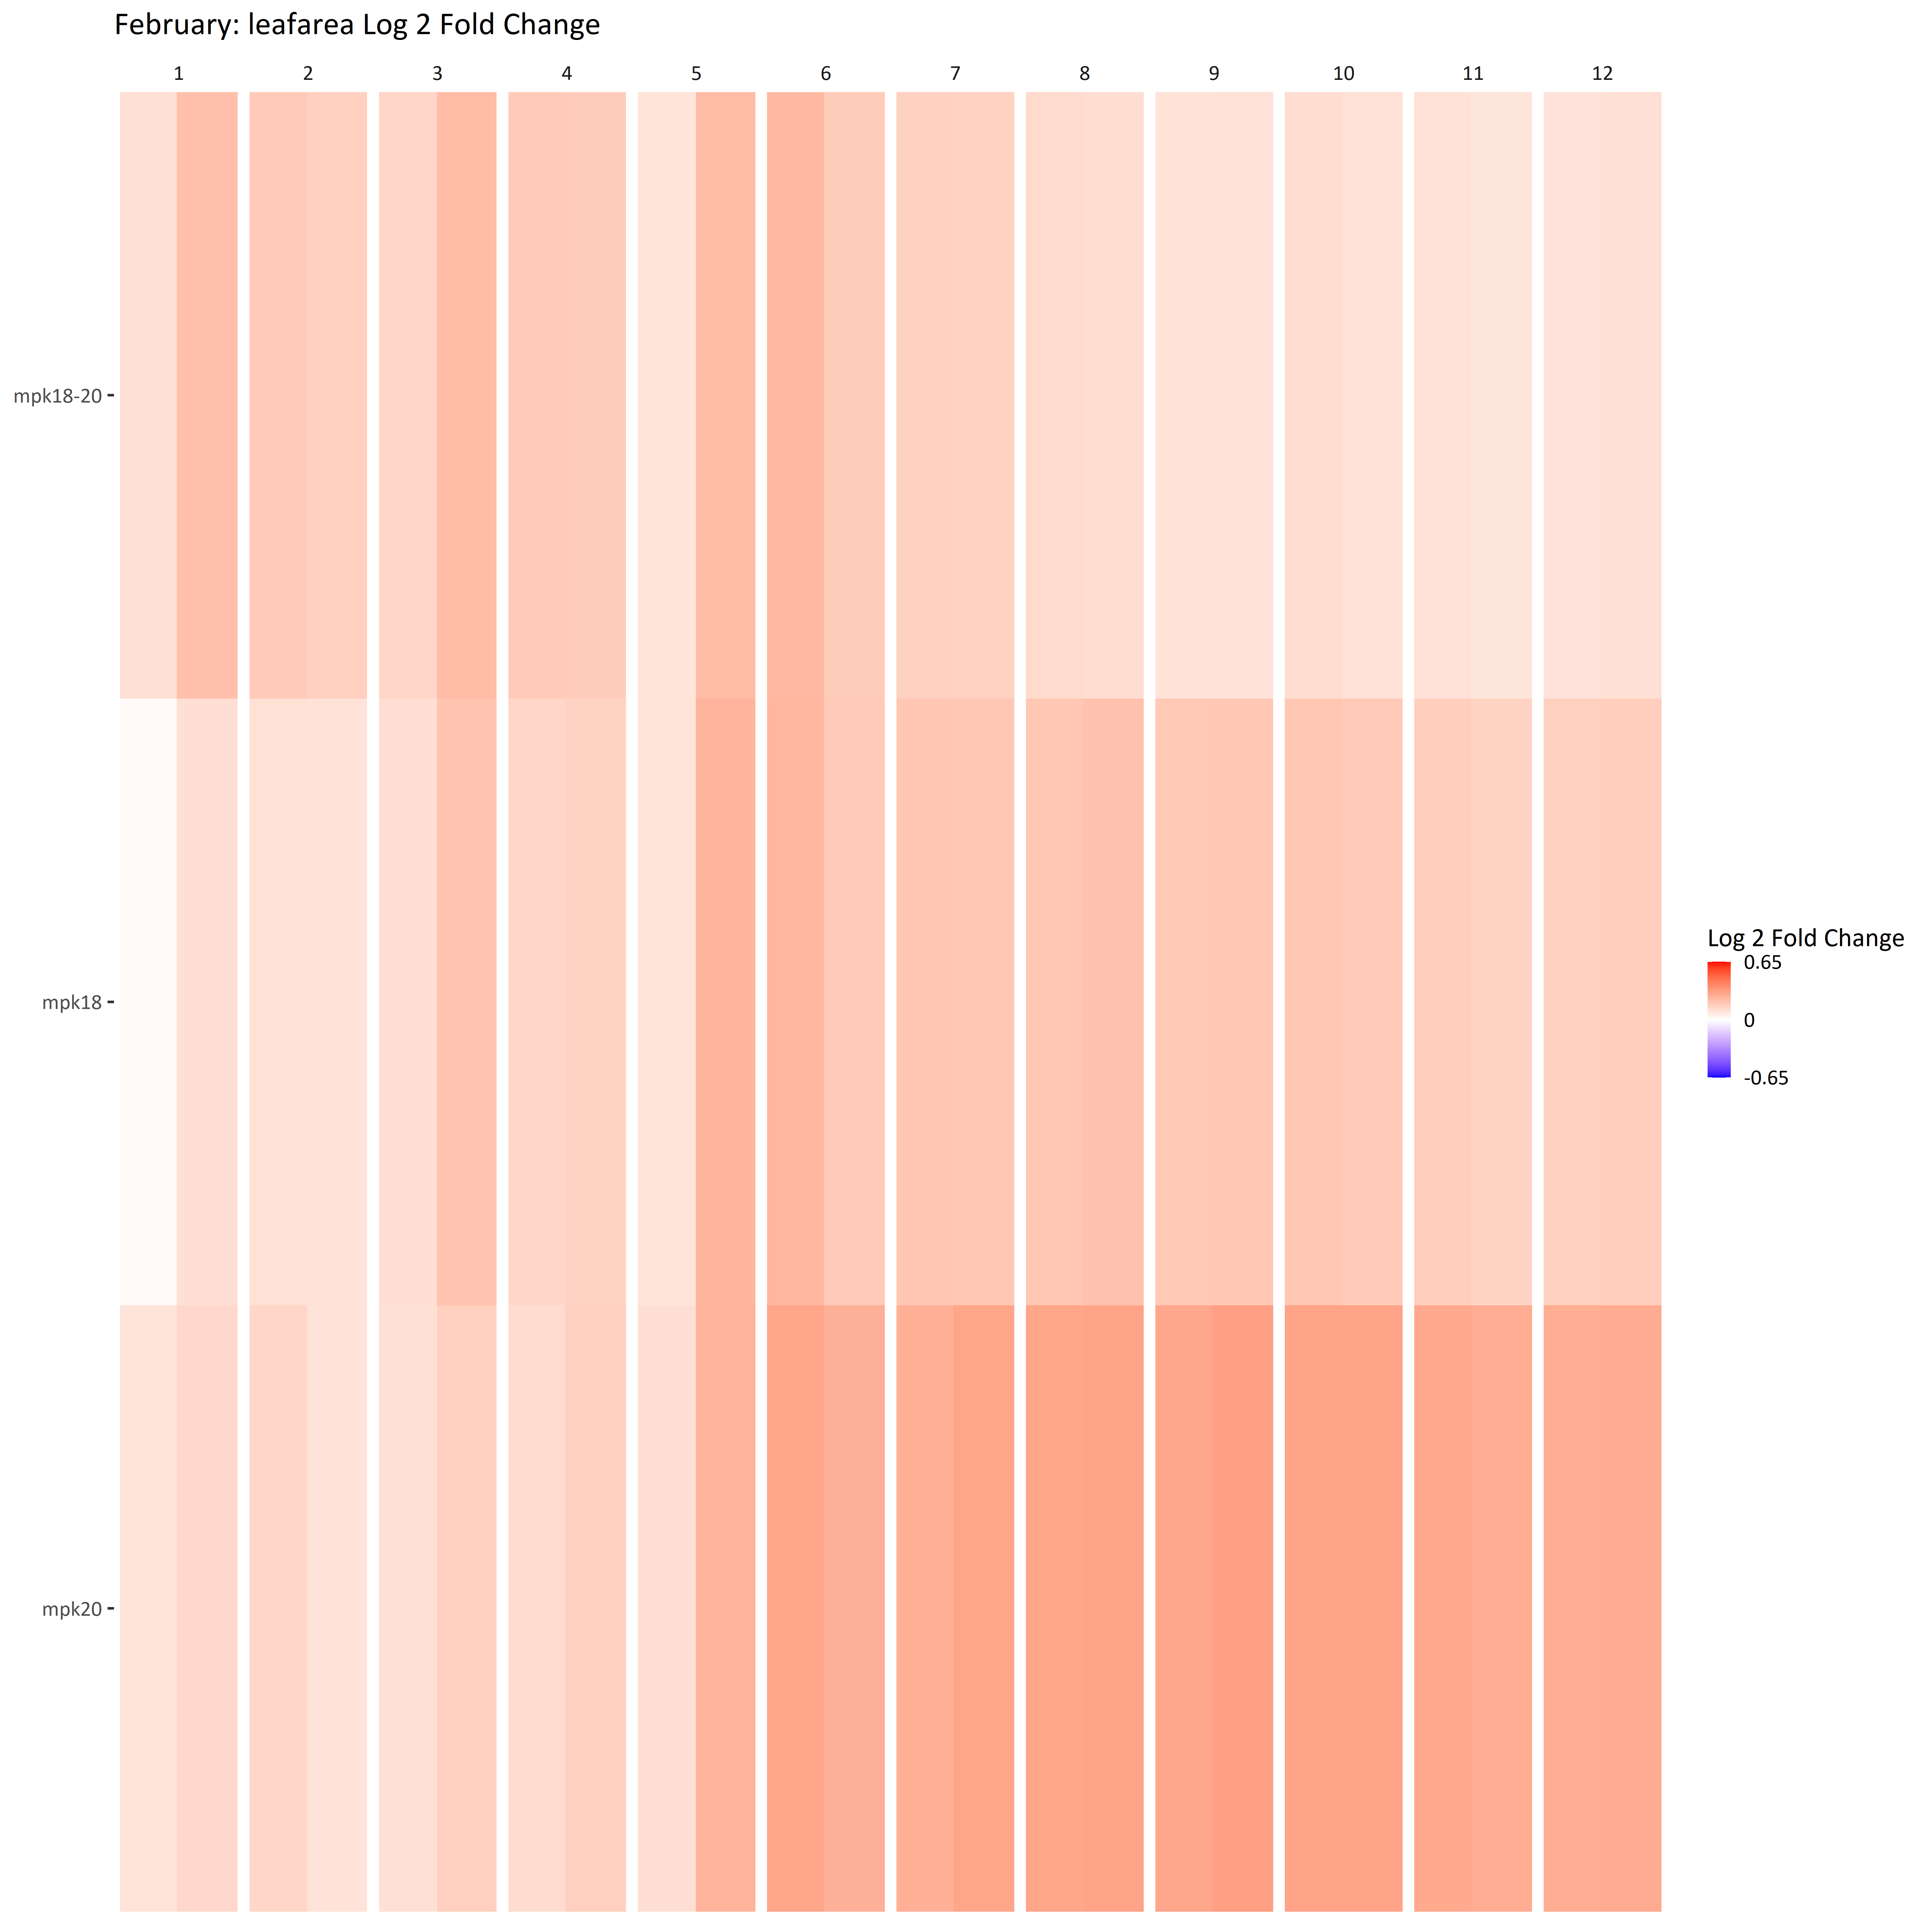 February: leafarea Log 2 Fold Change
1 2 3 4 5 6 7 8 9 10 11 12
mpk18-20
mpk18
mpk20
Log 2 Fold Change
0.65
0
-0.65